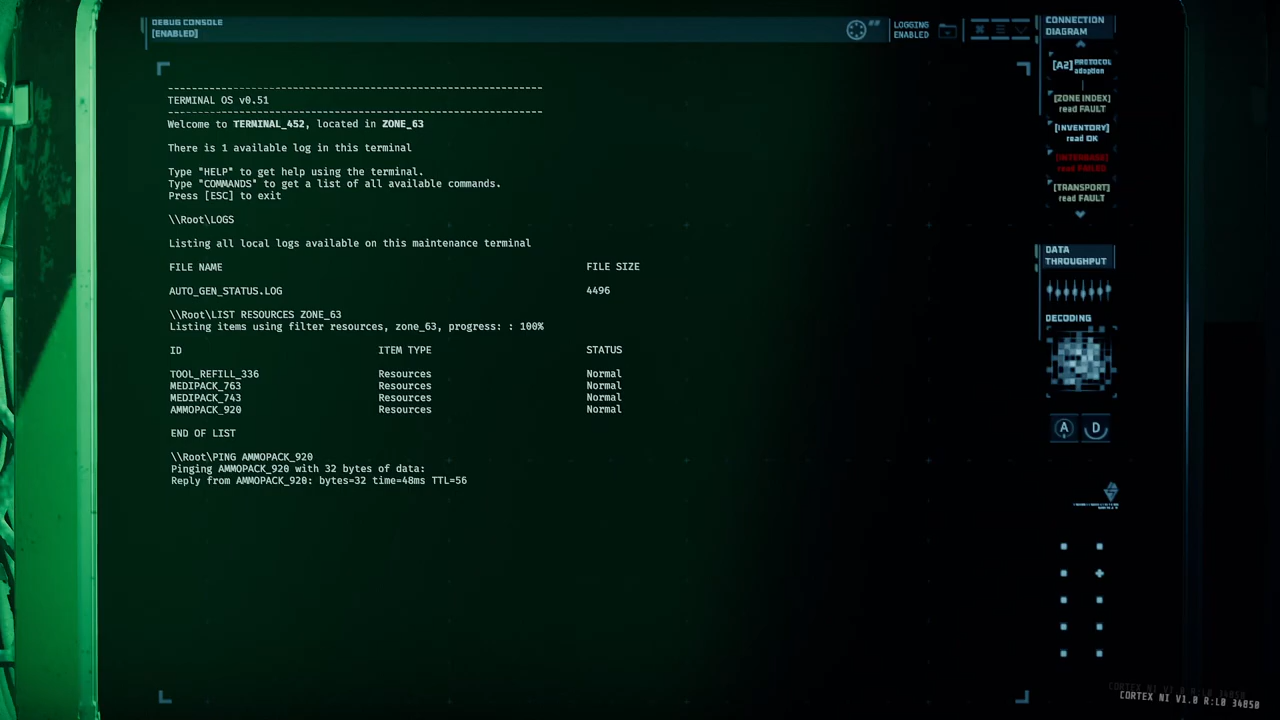 DEBUG CONSOLE
[ENABLED]
LOGGING
ENABLED
CONNECTION
DIAGRAM
[A2] PROTOCOL
adaption
[ZONE INDEX]
read FAULT
[INVENTORY]
read OK
read FAILED
[TRANSPORT]
read FAULT
DATA
THROUGHPUT
DECODING
A D
--------------------------------------------------------------
TERMINAL OS v0.51
--------------------------------------------------------------
Welcome to TERMINAL_452, located in ZONE_63
There is 1 available log in this terminal
Type "HELP" to get help using the terminal.
Type "COMMANDS" to get a list of all available commands.
Press [ESC] to exit
\\Root\LOGS
Listing all local logs available on this maintenance terminal
FILE NAME FILE SIZE
AUTO_GEN_STATUS.LOG 4496
\\Root\LIST RESOURCES ZONE_63
Listing items using filter resources, zone_63, progress: : 100%
ID ITEM TYPE STATUS
TOOL_REFILL_336 Resources Normal
MEDIPACK_763 Resources Normal
MEDIPACK_743 Resources Normal
AMMOPACK_920 Resources Normal
END OF LIST
\\Root\PING AMMOPACK_920
Pinging AMMOPACK_920 with 32 bytes of data:
Reply from AMMOPACK_920: bytes=32 time=48ms TTL=56
CORTEX NI V1.0 R:L0 34850